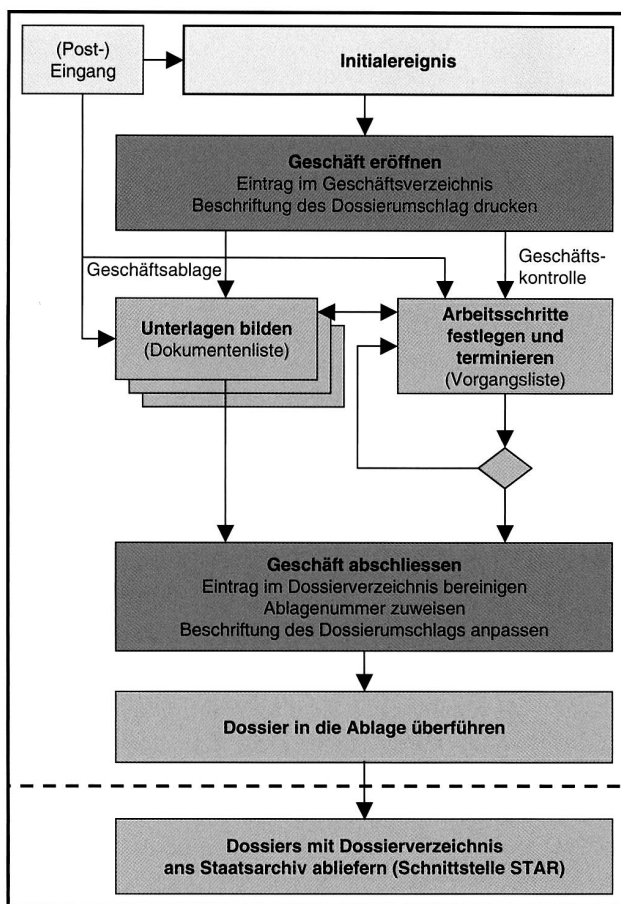 (Post-)
Eingang
Initialereignis
Geschäft eröffnen
Eintrag im Geschäftsverzeichnis
Beschriftung des Dossierumschlag drucken
Geschäftsablage
Geschäfts-
kontrolle
Unterlagen bilden
(Dokumentenliste)
Arbeitsschritte
festlegen und
terminieren
(Vorgangsliste)
Geschäft abschliessen
Eintrag im Dossierverzeichnis bereinigen
Ablagenummer zuweisen
Beschriftung des Dossierumschlags anpassen
Dossier in die Ablage überführen
Dossiers mit Dossierverzeichnis
ans Staatsarchiv abliefern (Schnittstelle STAR)